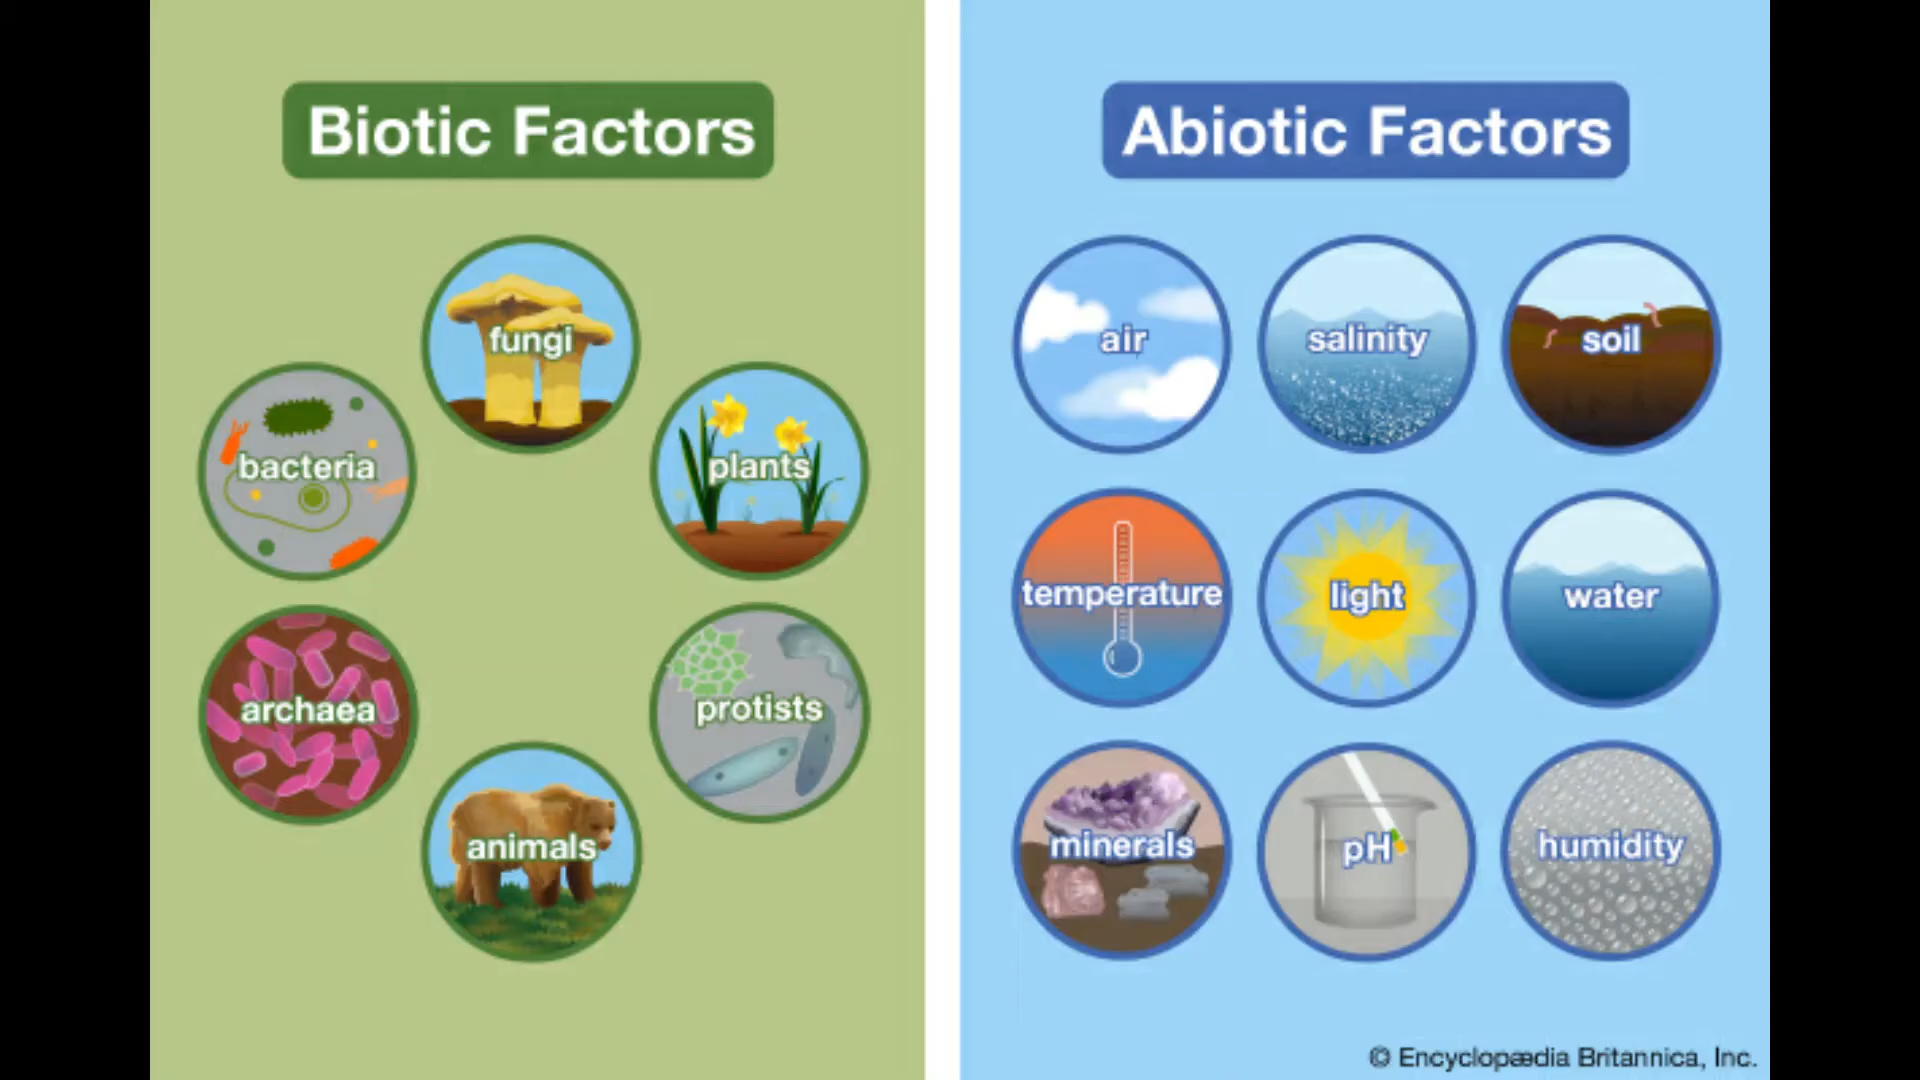 Biotic Factors
fungi
bacteria
plants
archaea
protists
animals
Abiotic Factors
air
salinity
soil
temperature
light
water
minerals
pH
humidity
© Encyclopædia Britannica, Inc.